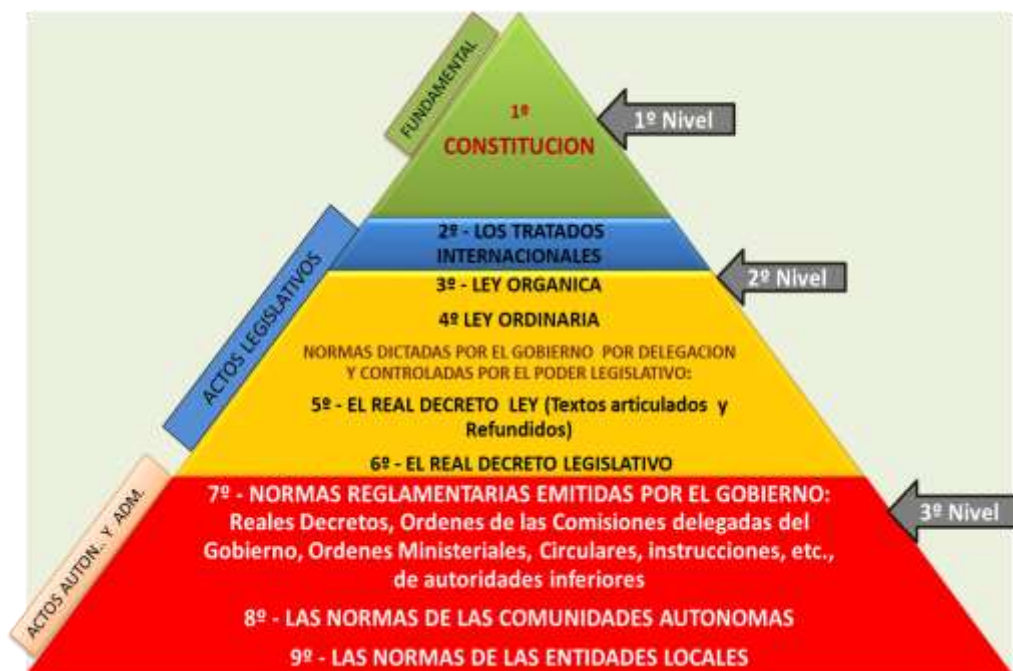 FUNDAMENTAL
1º
CONSTITUCION
1º Nivel
ACTOS LEGISLATIVOS
2º - LOS TRATADOS
INTERNACIONALES
2º Nivel
3º - LEY ORGANICA
4º LEY ORDINARIA
NORMAS DICTADAS POR EL GOBIERNO POR DELEGACION
Y CONTROLADAS POR EL PODER LEGISLATIVO:
5º - EL REAL DECRETO LEY (Textos articulados y
Refundidos)
6º - EL REAL DECRETO LEGISLATIVO
ACTOS AUTON.. Y ADM.
7º - NORMAS REGLAMENTARIAS EMITIDAS POR EL GOBIERNO:
Reales Decretos, Ordenes de las Comisiones delegadas del
Gobierno, Ordenes Ministeriales, Circulares, instrucciones, etc.,
de autoridades inferiores
3º Nivel
8º - LAS NORMAS DE LAS COMUNIDADES AUTONOMAS
9º - LAS NORMAS DE LAS ENTIDADES LOCALES